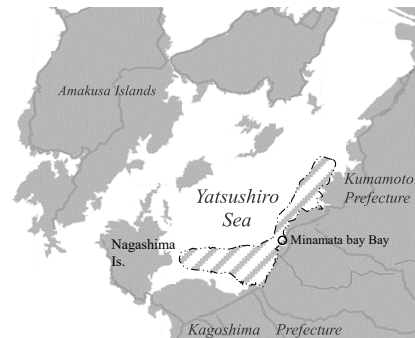 Amakusa Islands
Yatsushiro
Sea
Kumamoto
Prefecture
Nagashima
Is.
Minamata bay Bay
Kagoshima Prefecture